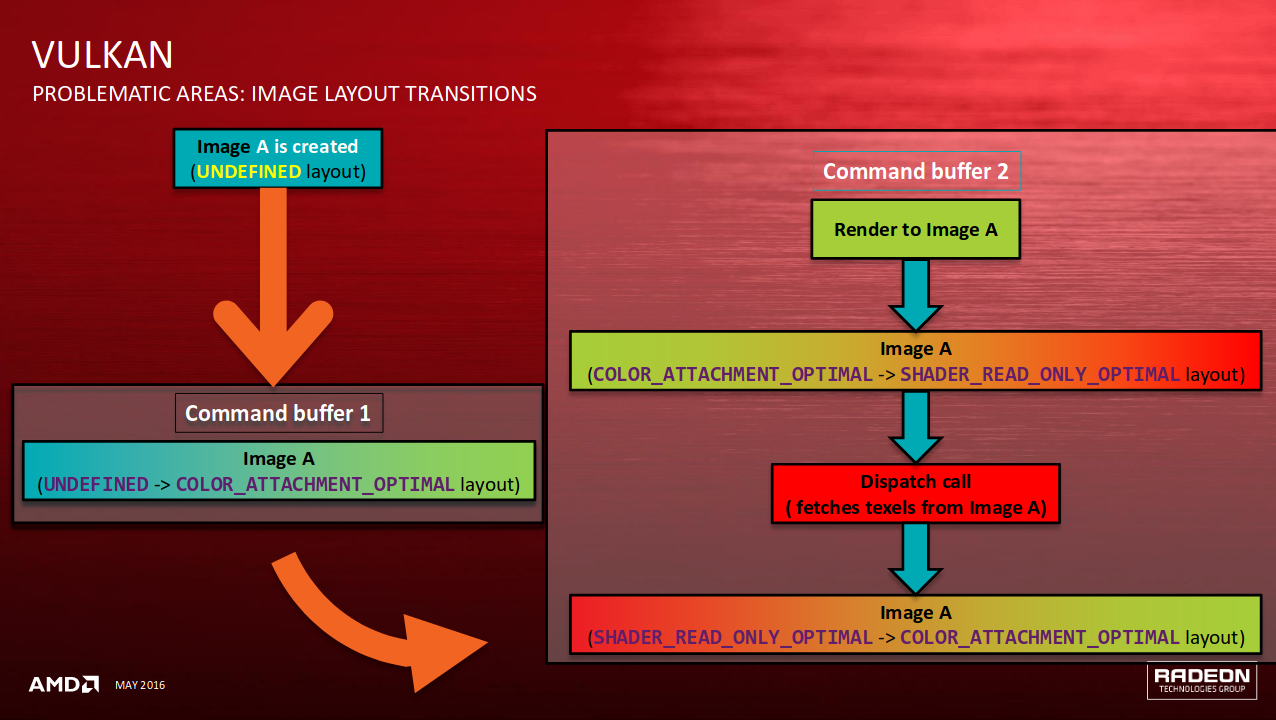 VULKAN
PROBLEMATIC AREAS: IMAGE LAYOUT TRANSITIONS
Image A is created
(UNDEFINED layout)
Command buffer 1
Image A
(UNDEFINED -> COLOR_ATTACHMENT_OPTIMAL layout)
Command buffer 2
Render to Image A
Image A
(COLOR_ATTACHMENT_OPTIMAL -> SHADER_READ_ONLY_OPTIMAL layout)
Dispatch call
( fetches texels from Image A)
Image A
(SHADER_READ_ONLY_OPTIMAL -> COLOR_ATTACHMENT_OPTIMAL layout)
AMD
MAY 2016
RADEON
TECHNOLOGIES GROUP